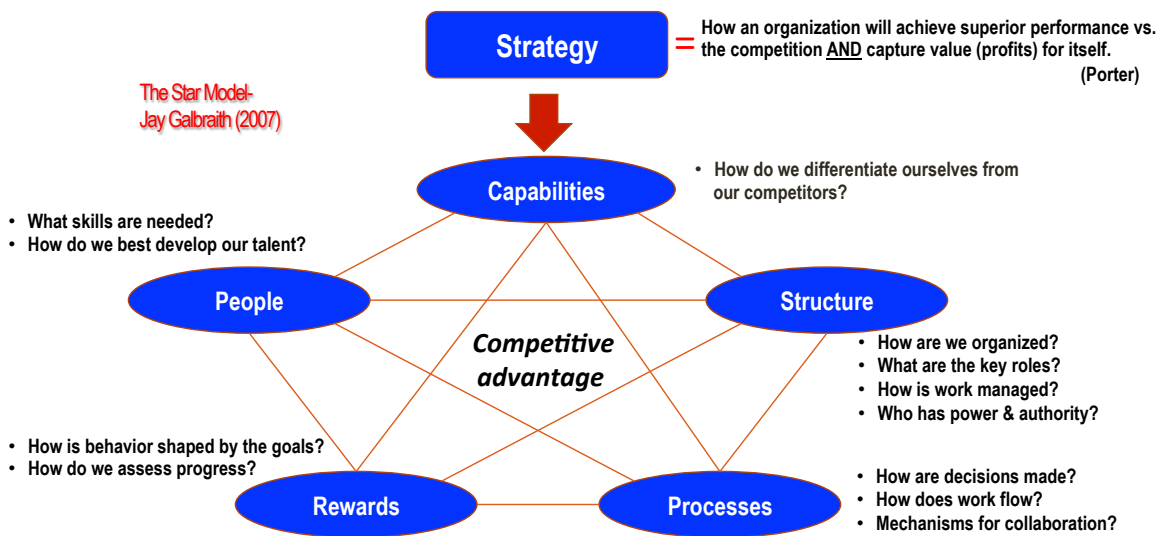 Strategy
=
How an organization will achieve superior performance vs.
the competition AND capture value (profits) for itself.
(Porter)
The Star Model-
Jay Galbraith (2007)
Capabilities
• How do we differentiate ourselves from
our competitors?
• What skills are needed?
• How do we best develop our talent?
People
Structure
Competitive
advantage
• How are we organized?
• What are the key roles?
• How is work managed?
• Who has power & authority?
• How is behavior shaped by the goals?
• How do we assess progress?
Rewards
Processes
• How are decisions made?
• How does work flow?
• Mechanisms for collaboration?